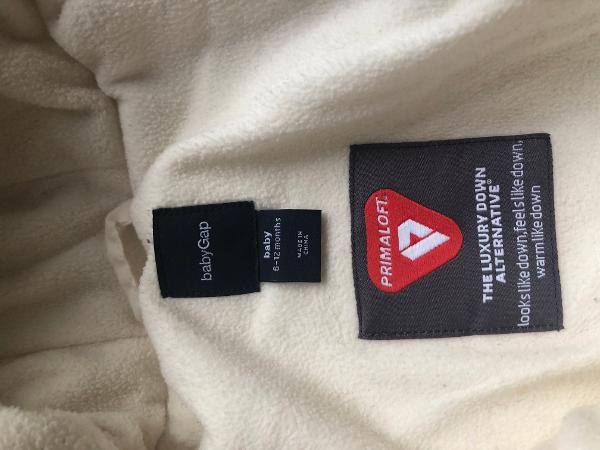 babyGap
baby
6-12 months
MADE IN
CHINA
PRIMALOFT®
THE LUXURY DOWN
ALTERNATIVE®
looks like down, feels like down,
warm like down